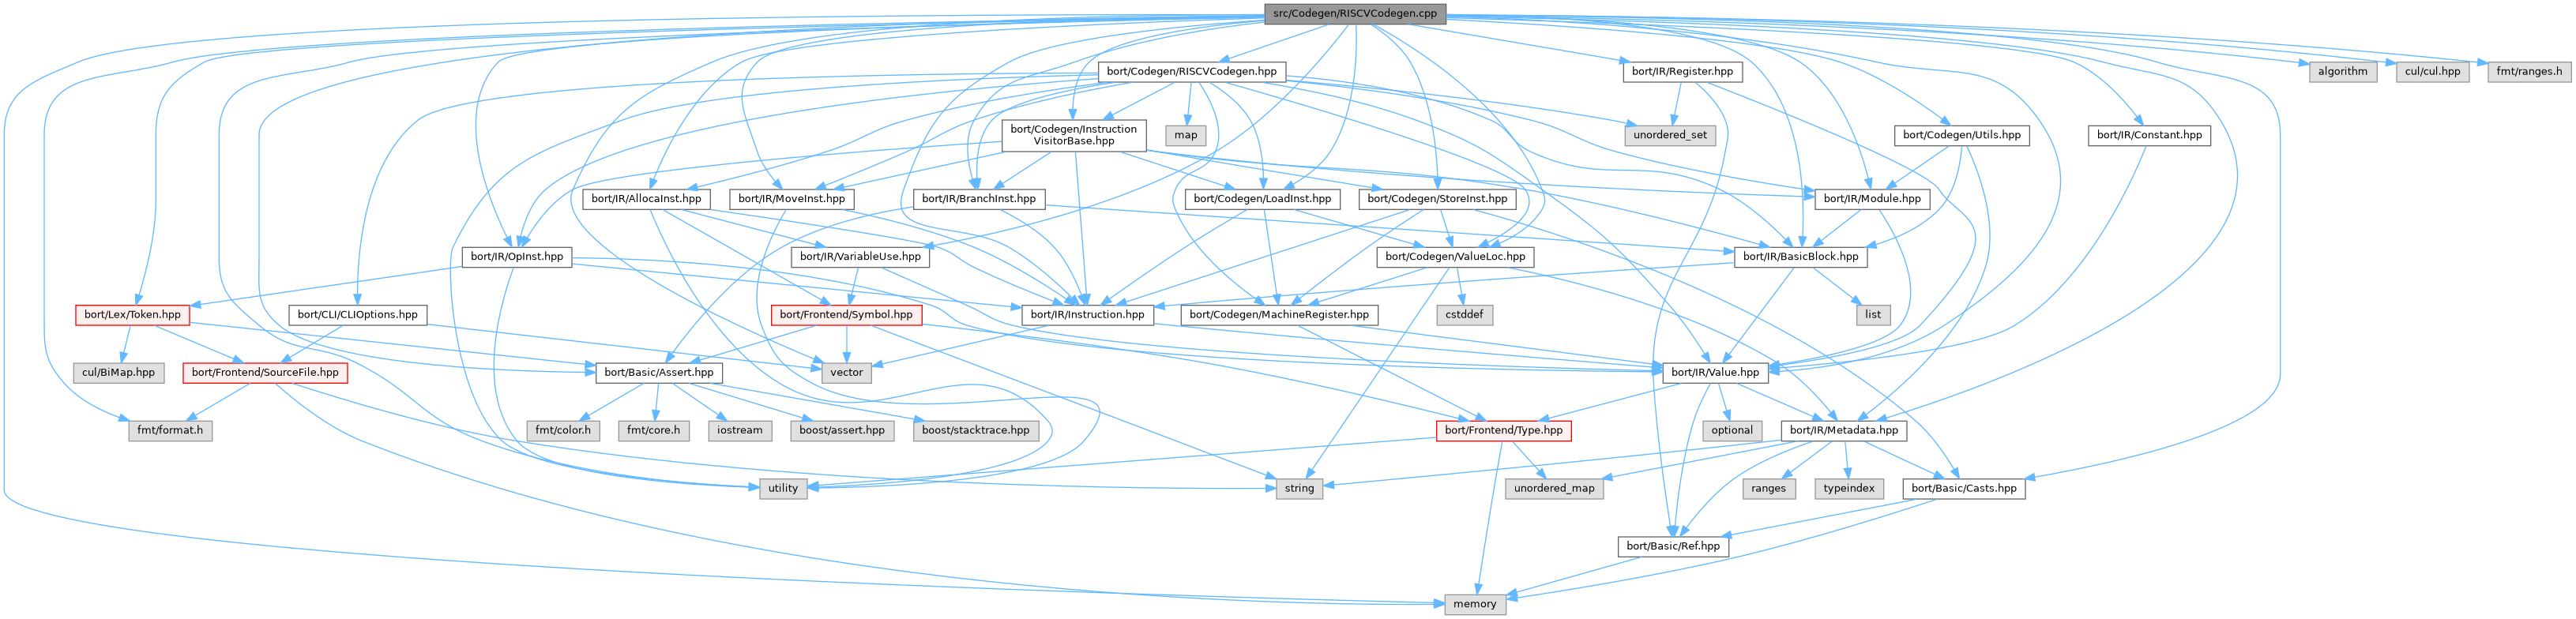 src/Codegen/RISCVCodegen.cpp
bort/Codegen/RISCVCodegen.hpp
bort/IR/Register.hpp
algorithm
cul/cul.hpp
fmt/ranges.h
bort/Codegen/Instruction
VisitorBase.hpp
map
unordered_set
bort/Codegen/Utils.hpp
bort/IR/Constant.hpp
bort/IR/AllocaInst.hpp
bort/IR/MoveInst.hpp
bort/IR/BranchInst.hpp
bort/Codegen/LoadInst.hpp
bort/Codegen/StoreInst.hpp
bort/IR/Module.hpp
bort/IR/OpInst.hpp
bort/IR/VariableUse.hpp
bort/Codegen/ValueLoc.hpp
bort/IR/BasicBlock.hpp
bort/Lex/Token.hpp
bort/CLI/CLIOptions.hpp
bort/Frontend/Symbol.hpp
bort/IR/Instruction.hpp
bort/Codegen/MachineRegister.hpp
cstddef
list
cul/BiMap.hpp
bort/Frontend/SourceFile.hpp
bort/Basic/Assert.hpp
vector
bort/IR/Value.hpp
fmt/format.h
fmt/color.h
fmt/core.h
iostream
boost/assert.hpp
boost/stacktrace.hpp
bort/Frontend/Type.hpp
optional
bort/IR/Metadata.hpp
utility
string
unordered_map
ranges
typeindex
bort/Basic/Casts.hpp
bort/Basic/Ref.hpp
memory